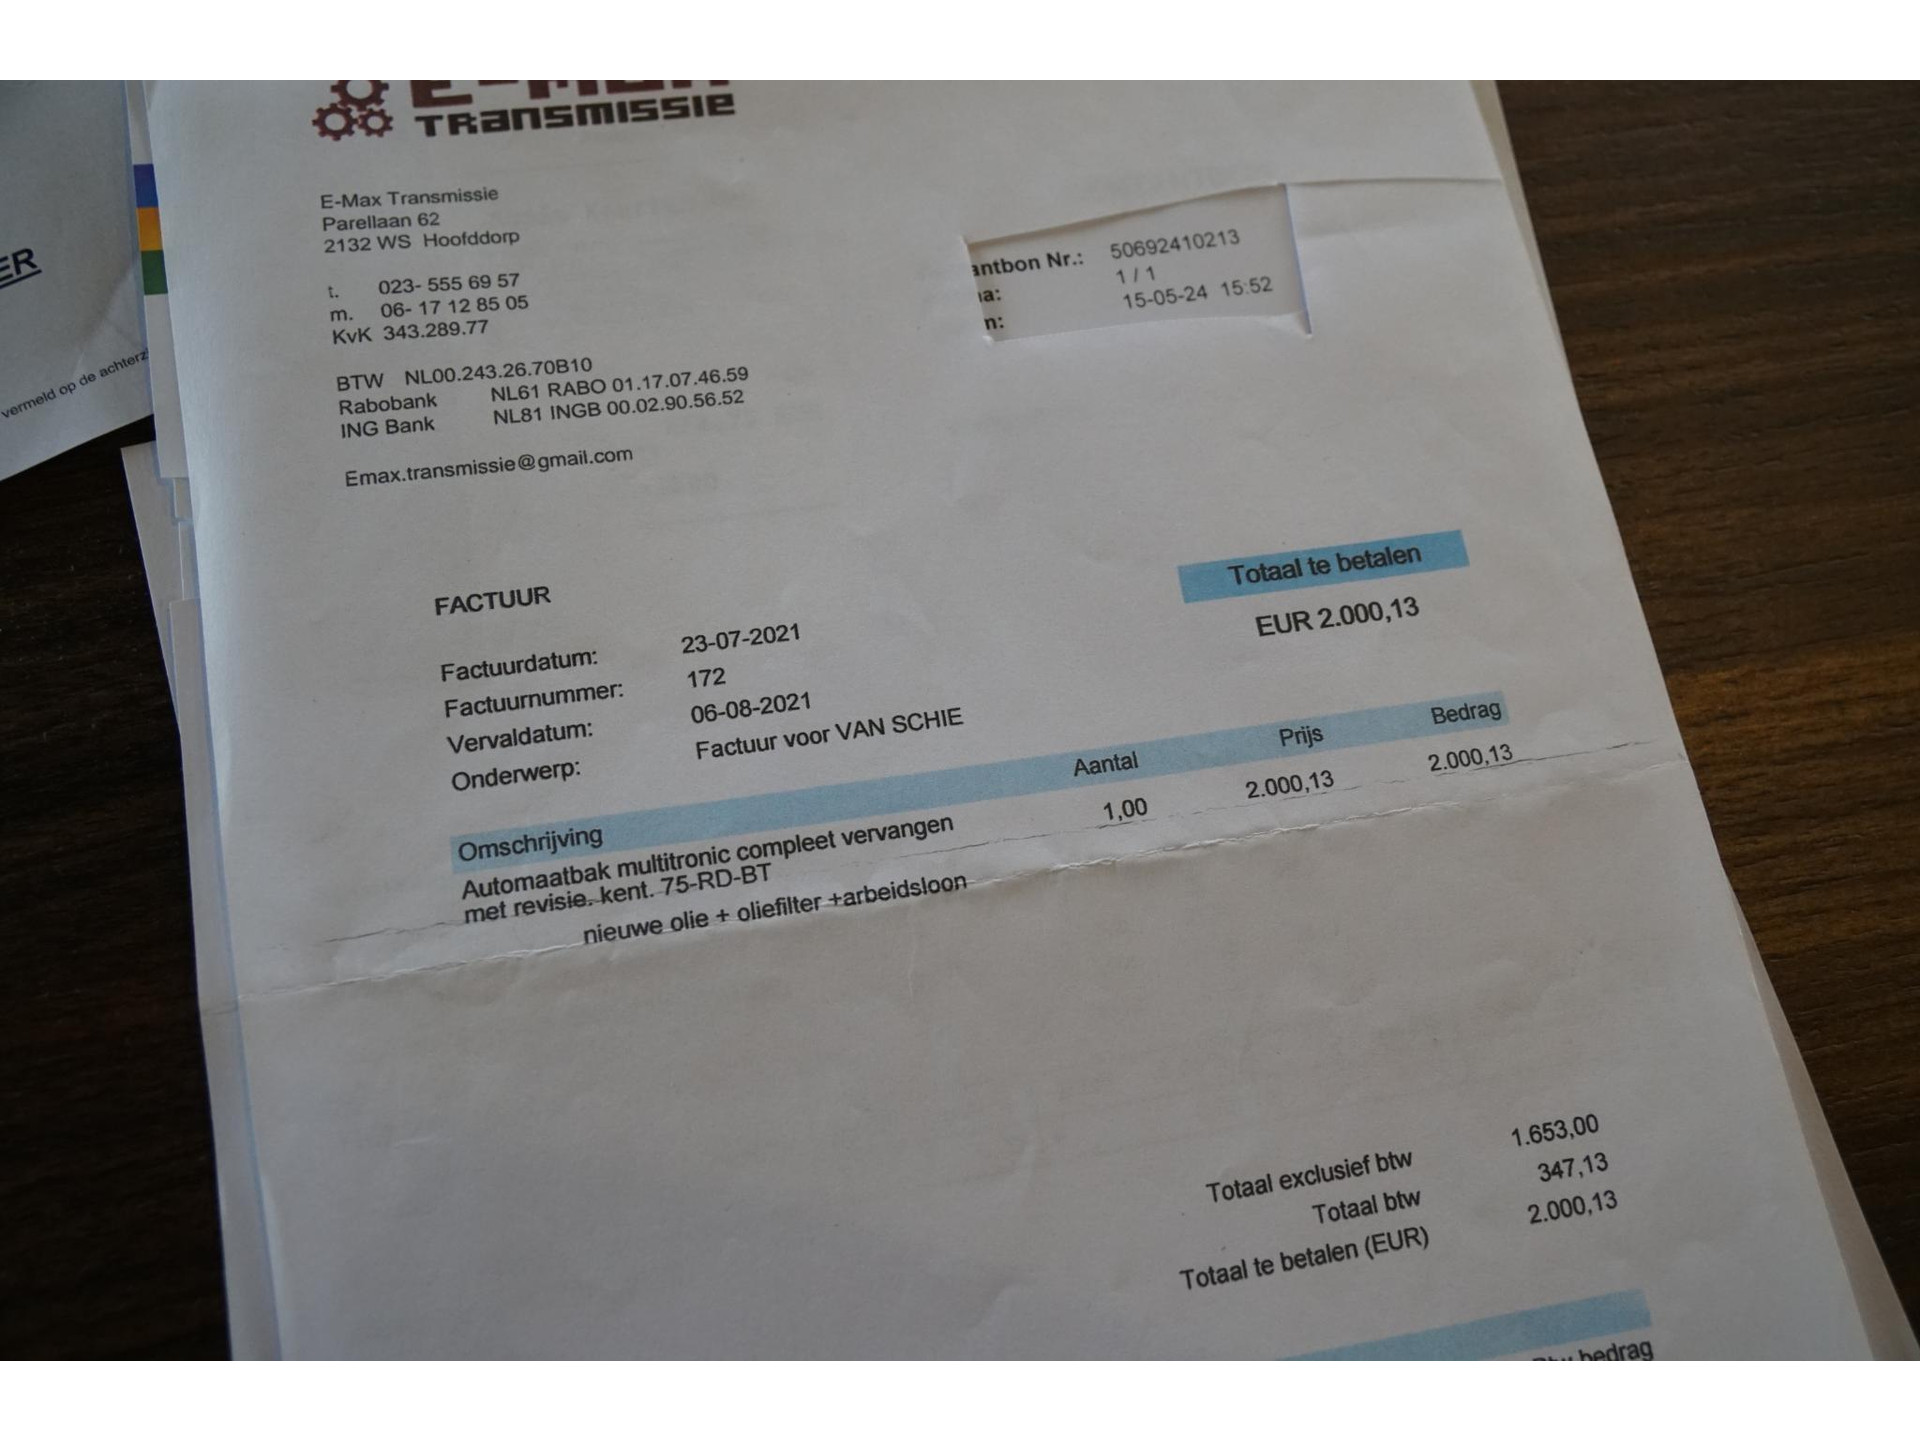 TRANSMISSIE
E-Max Transmissie
Parellaan 62
2132 WS Hoofddorp
t. 023- 555 69 57
m. 06- 17 12 85 05
KvK 343.289.77
BTW NL00.243.26.70B10
Rabobank NL61 RABO 01.17.07.46.59
ING Bank NL81 INGB 00.02.90.56.52
Emax.transmissie@gmail.com
antbon Nr.: 50692410213
na: 1 / 1
n: 15-05-24 15:52
ER
vermeld op de achterz
Totaal te betalen
EUR 2.000,13
FACTUUR
Factuurdatum: 23-07-2021
Factuurnummer: 172
Vervaldatum: 06-08-2021
Onderwerp: Factuur voor VAN SCHIE
Omschrijving Aantal Prijs Bedrag
Automaatbak multitronic compleet vervangen 1,00 2.000,13 2.000,13
met revisie. kent. 75-RD-BT
nieuwe olie + oliefilter +arbeidsloon
Totaal exclusief btw 1.653,00
Totaal btw 347,13
Totaal te betalen (EUR) 2.000,13
bedrag